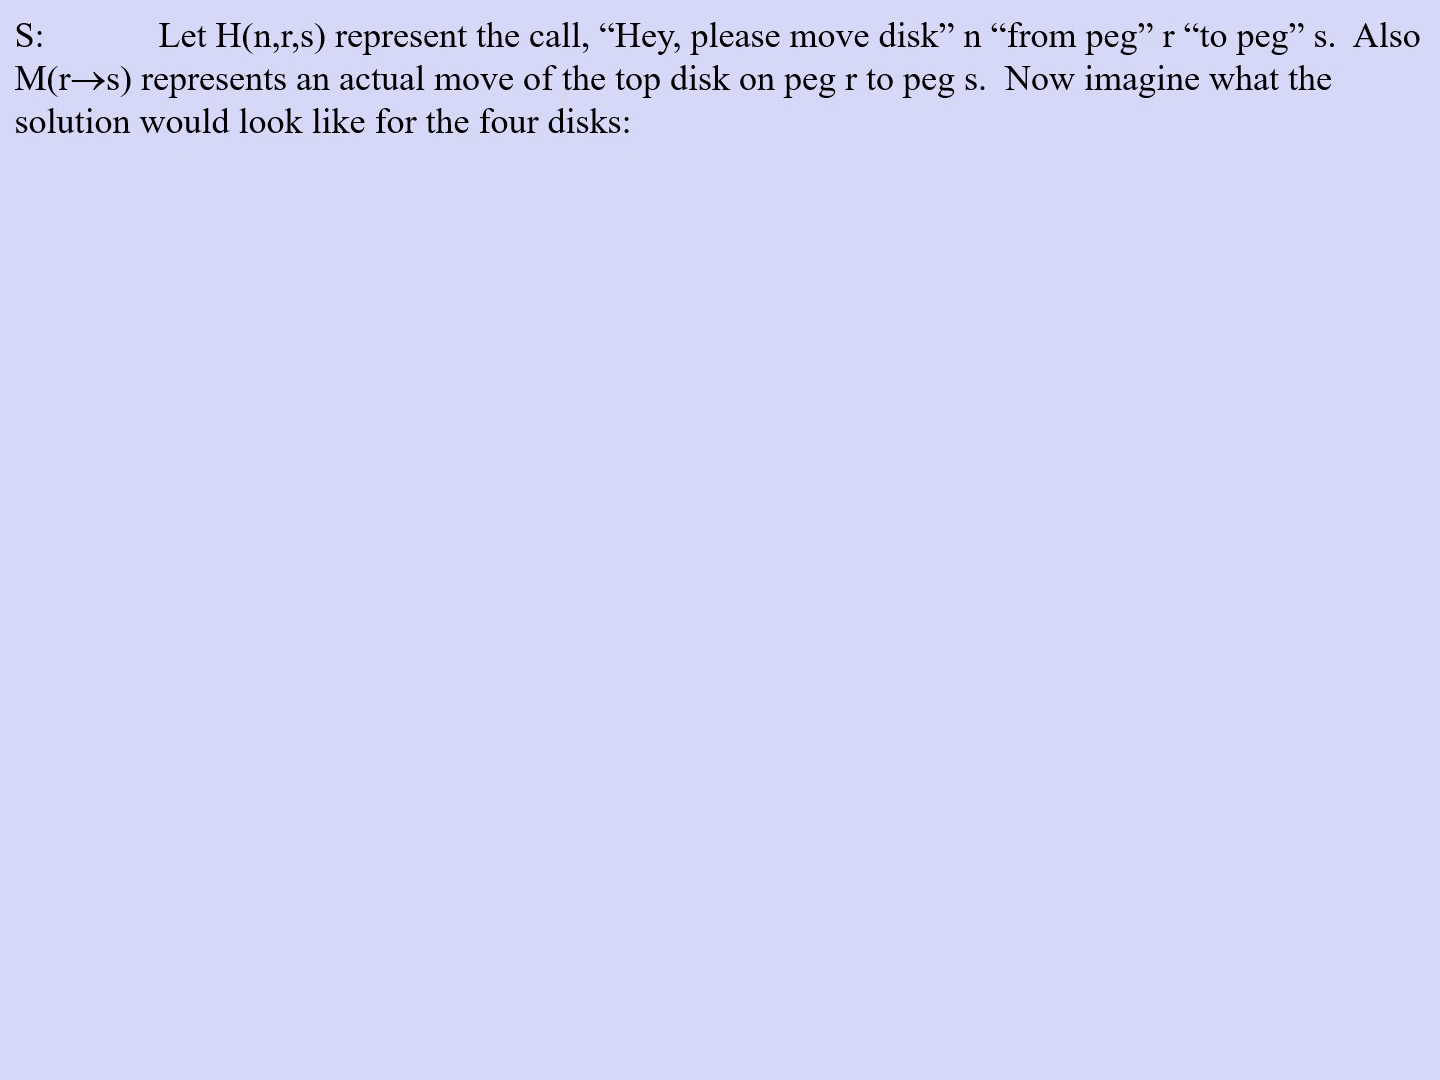 S: Let H(n,r,s) represent the call, “Hey, please move disk” n “from peg” r “to peg” s.  Also
M(r→s) represents an actual move of the top disk on peg r to peg s.  Now imagine what the
solution would look like for the four disks: